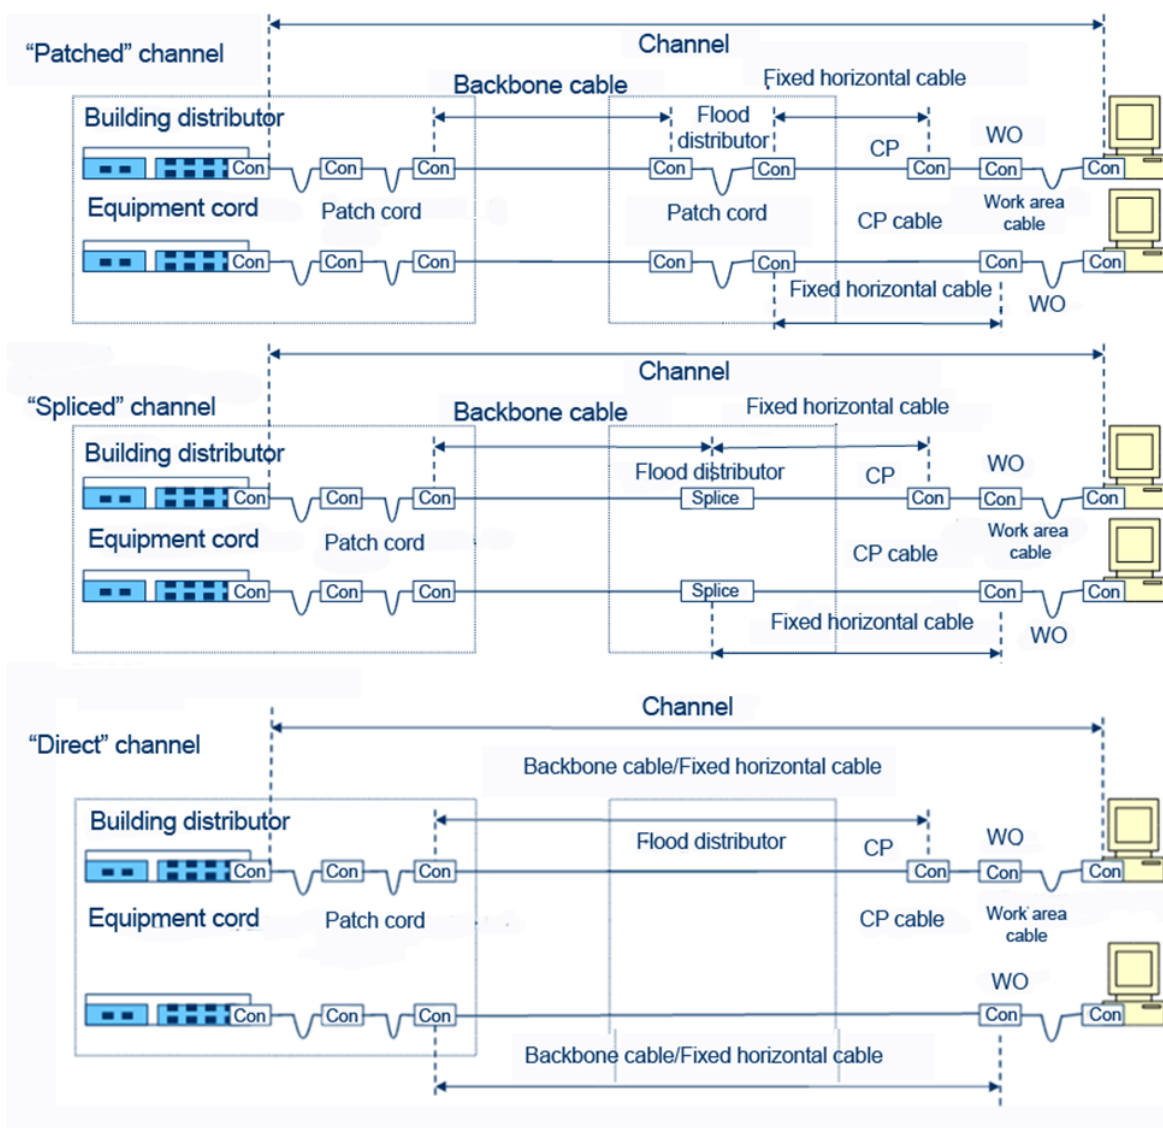 Channel
“Patched” channel
Backbone cable
Fixed horizontal cable
Building distributor
Flood
distributor
CP
WO
Con Con Con Con Con Con Con Con
Equipment cord
Patch cord
Patch cord
CP cable
Work area
cable
Con Con Con Con Con Con Con
Fixed horizontal cable
WO
Channel
“Spliced” channel
Backbone cable
Fixed horizontal cable
Building distributor
Flood distributor
CP
WO
Con Con Con Splice Con Con Con
Equipment cord
Patch cord
CP cable
Work area
cable
Con Con Con Splice Con Con
Fixed horizontal cable
WO
Channel
“Direct” channel
Backbone cable/Fixed horizontal cable
Building distributor
Flood distributor
CP
WO
Con Con Con Con Con Con
Equipment cord
Patch cord
CP cable
Work area
cable
WO
Con Con Con Con Con
Backbone cable/Fixed horizontal cable